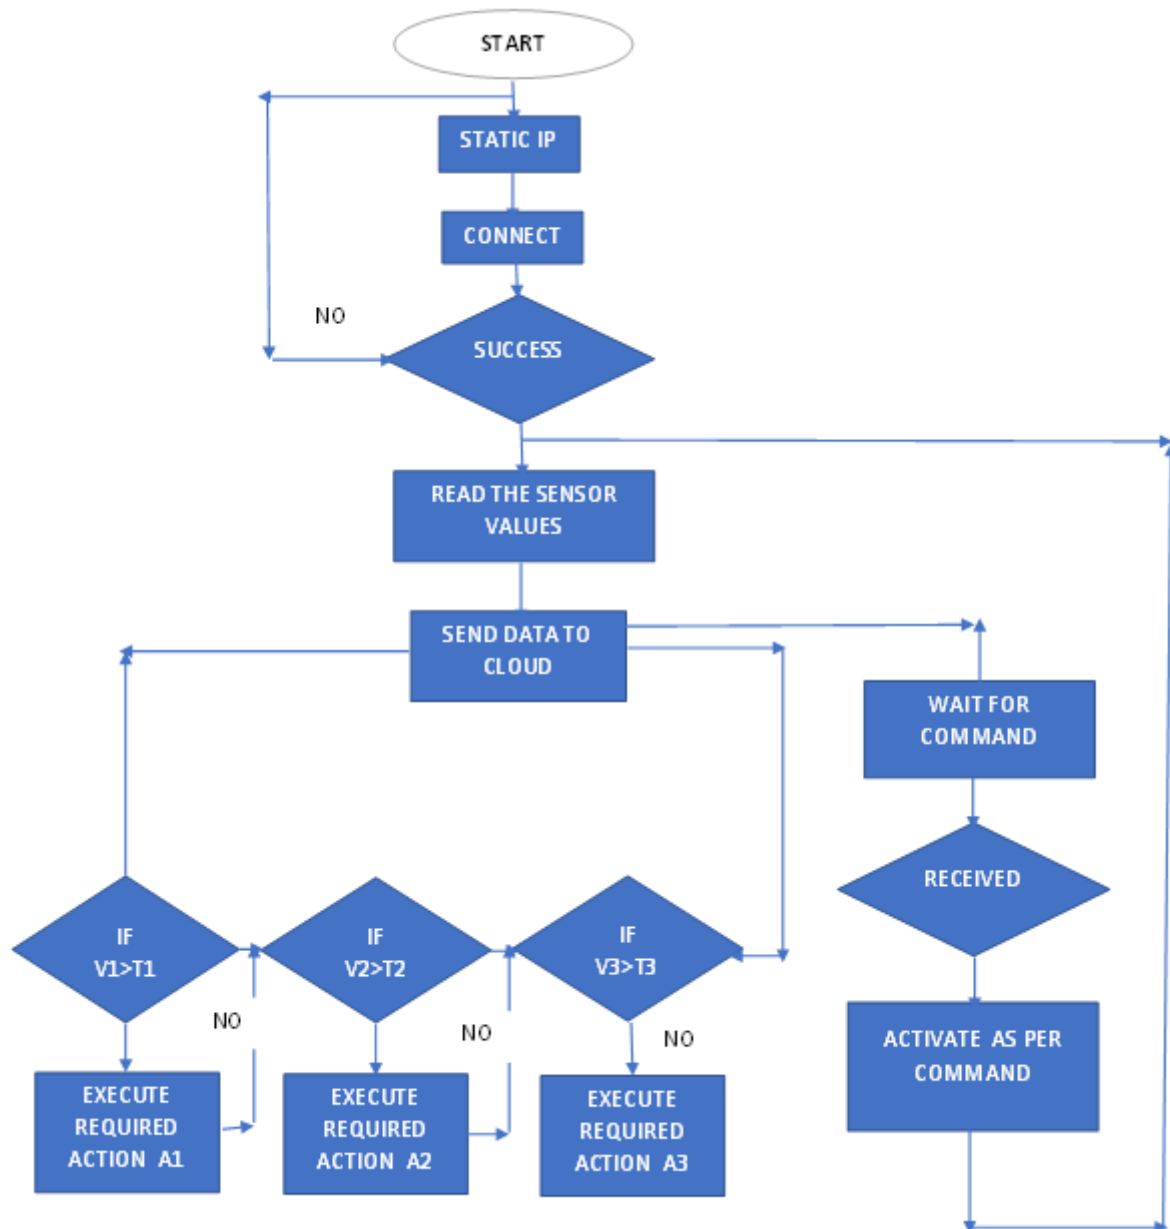 START
STATIC IP
CONNECT
NO
SUCCESS
READ THE SENSOR
VALUES
SEND DATA TO
CLOUD
WAIT FOR
COMMAND
RECEIVED
IF
V1>T1
IF
V2>T2
IF
V3>T3
NO
NO
NO
ACTIVATE AS PER
COMMAND
EXECUTE
REQUIRED
ACTION A1
EXECUTE
REQUIRED
ACTION A2
EXECUTE
REQUIRED
ACTION A3